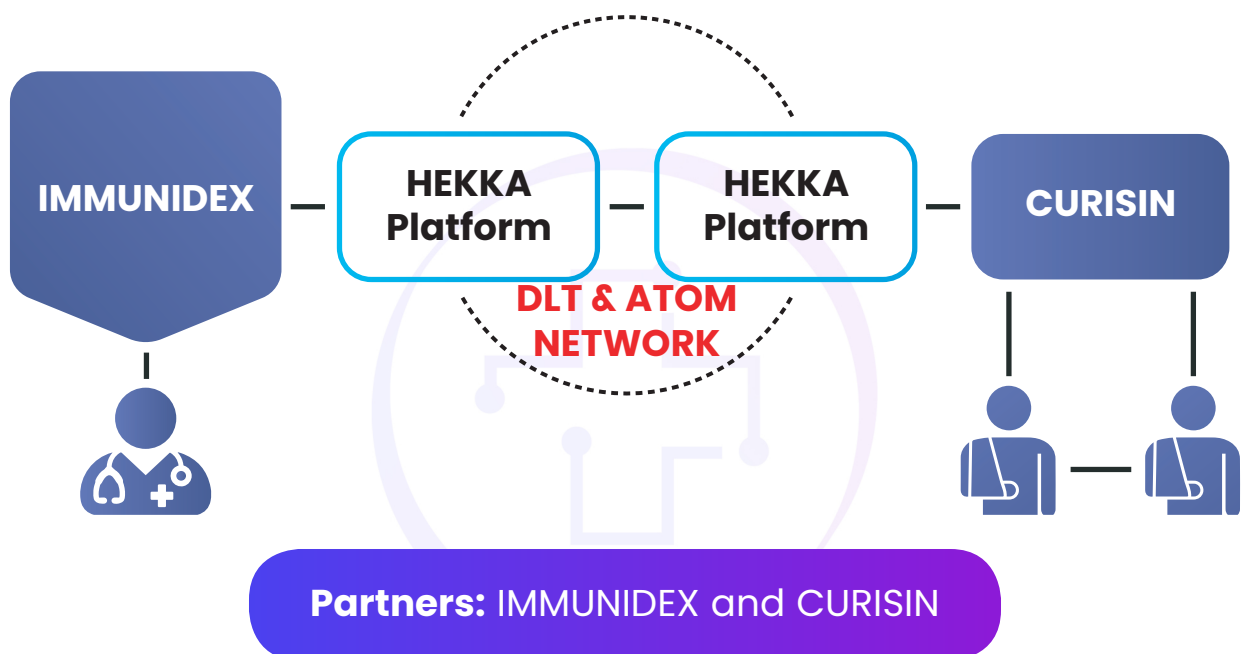 IMMUNIDEX
HEKKA
Platform
HEKKA
Platform
CURISIN
DLT & ATOM
NETWORK
Partners: IMMUNIDEX and CURISIN